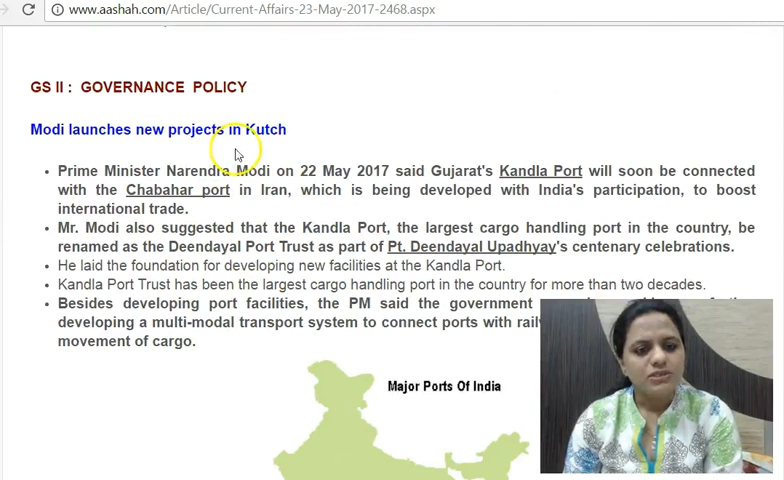 www.aashah.com/Article/Current-Affairs-23-May-2017-2468.aspx
GS II : GOVERNANCE POLICY
Modi launches new projects in Kutch
Prime Minister Narendra Modi on 22 May 2017 said Gujarat's Kandla Port will soon be connected
with the Chabahar port in Iran, which is being developed with India's participation, to boost
international trade.
Mr. Modi also suggested that the Kandla Port, the largest cargo handling port in the country, be
renamed as the Deendayal Port Trust as part of Pt. Deendayal Upadhyay's centenary celebrations.
He laid the foundation for developing new facilities at the Kandla Port.
Kandla Port Trust has been the largest cargo handling port in the country for more than two decades.
Besides developing port facilities, the PM said the government
developing a multi-modal transport system to connect ports with
movement of cargo.
Major Ports Of India